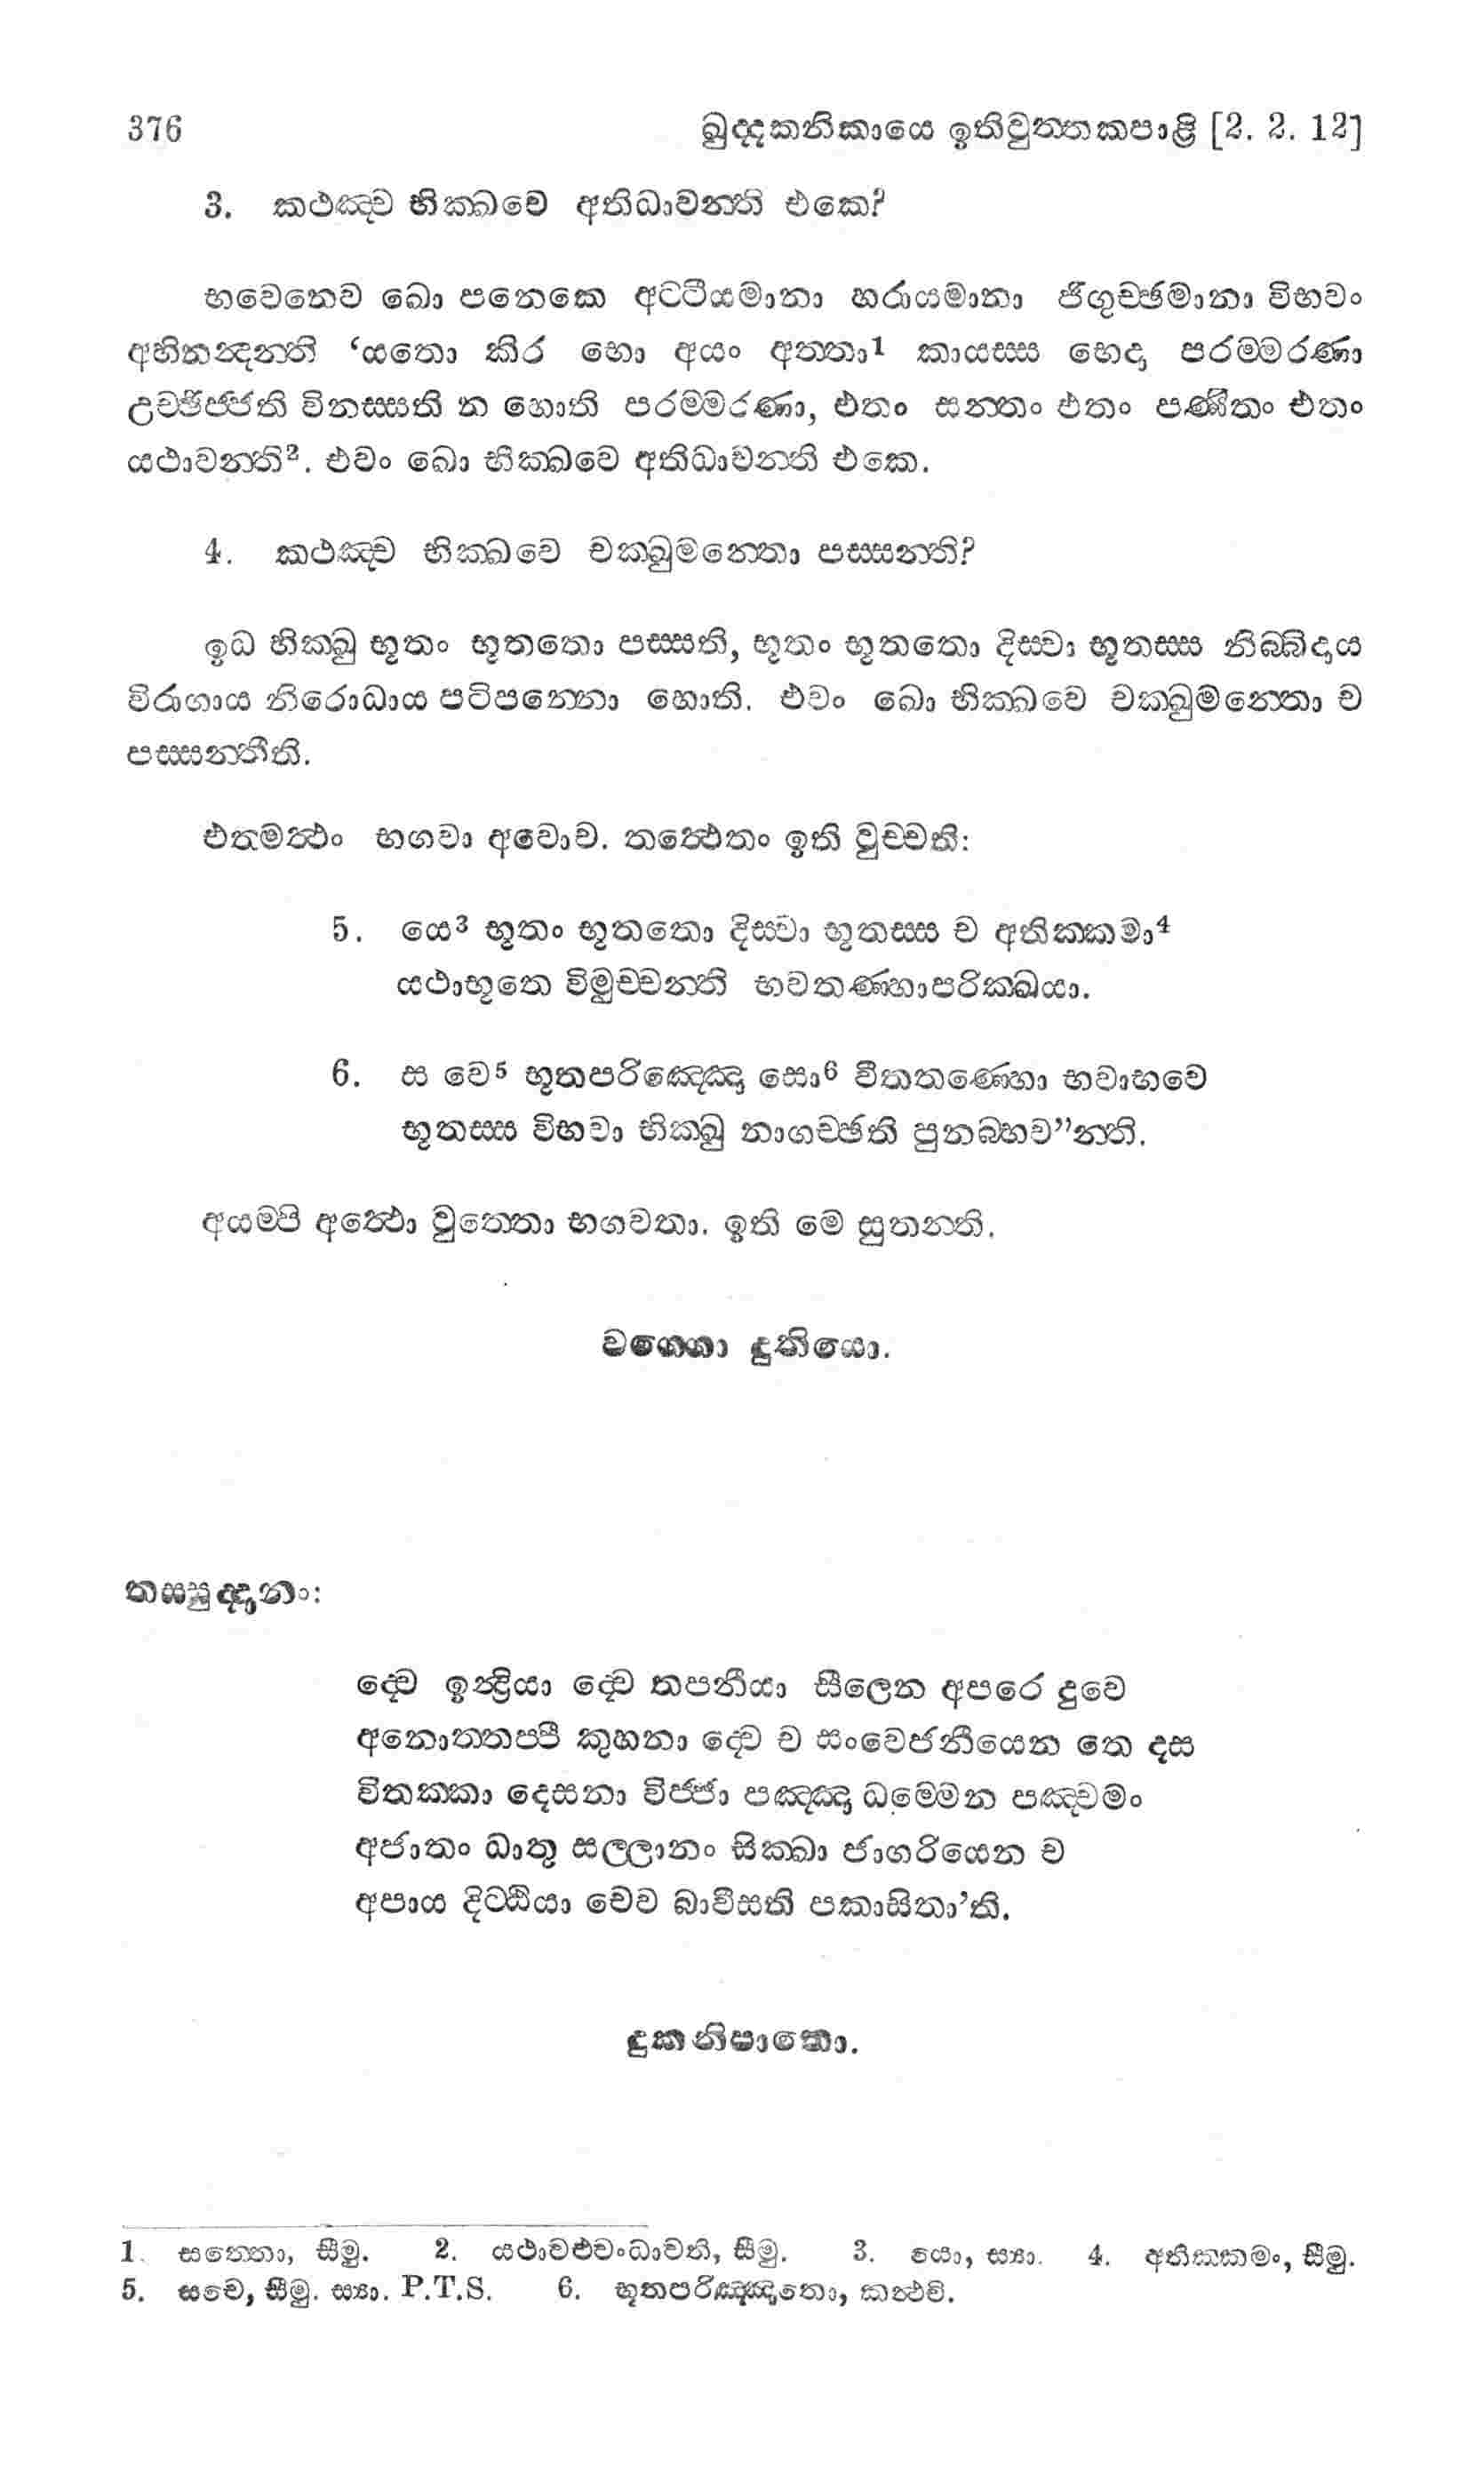 376 ඛුද්දකනිකායෙ ඉතිවුත්තකපාළි [2. 2. 12]
3. කථඤ්ච භික්ඛවෙ අතිධාවන්ති එකෙ?
භවෙනෙව ඛො පනෙකෙ අට්ටීයමානා හරායමානා ජිගුච්ඡමානා විභවං
අභිනන්දන්ති ‘යතො කිර භො අයං අත්තා1 කායස්ස භෙදා පරම්මරණා
උච්ඡිජ්ජති විනස්සති න හොති පරම්මරණා, එතං සන්තං එතං පණීතං එතං
යථාවන්ති2. එවං ඛො භික්ඛවෙ අතිධාවන්ති එකෙ.
4. කථඤ්ච භික්ඛවෙ චක්ඛුමන්තො පස්සන්ති?
ඉධ භික්ඛු භූතං භූතතො පස්සති, භූතං භූතතො දිස්වා භූතස්ස නිබ්බිදාය
විරාගාය නිරොධාය පටිපන්නො හොති. එවං ඛො භික්ඛවෙ චක්ඛුමන්තො ච
පස්සන්තීති.
එතමත්ථං භගවා අවොච. තත්ථෙතං ඉති වුච්චති:
5. යෙ3 භූතං භූතතො දිස්වා භූතස්ස ච අතික්කමා4
යථාභූතෙ විමුච්චන්ති භවතණ්හාපරික්ඛයා.
6. ස වෙ5 භූතපරිඤ්ඤො සො6 වීතතණ්හො භවාභවෙ
භූතස්ස විභවා භික්ඛු නාගච්ඡති පුනබ්භව”න්ති.
අයම්පි අත්ථො වුත්තො භගවතා. ඉති මෙ සුතන්ති.
වග්ගො දුතියො.
තස්සුද්දානං:
ද්වෙ ඉන්ද්‍රියා ද්වෙ තපනීයා සීලෙන අපරෙ දුවෙ
අනොත්තප්පී කුහනා ද්වෙ ච සංවෙජනීයෙන තෙ දස
විතක්කා දෙසනා විජ්ජා පඤ්ඤා ධම්මෙන පඤ්චමං
අජාතං ධාතු සල්ලානං සික්ඛා ජාගරියෙන ච
අපාය දිට්ඨියා චෙව බාවීසති පකාසිතා’ති.
දුකනිපාතො.
1. සත්තො, සීමු. 2. යථාවඑවංධාවති, සීමු. 3. යො, ස්‍යා. 4. අතික්කමං, සීමු.
5. සචෙ, සීමු. ස්‍යා. P.T.S. 6. භූතපරිඤ්ඤාතො, කත්ථචි.